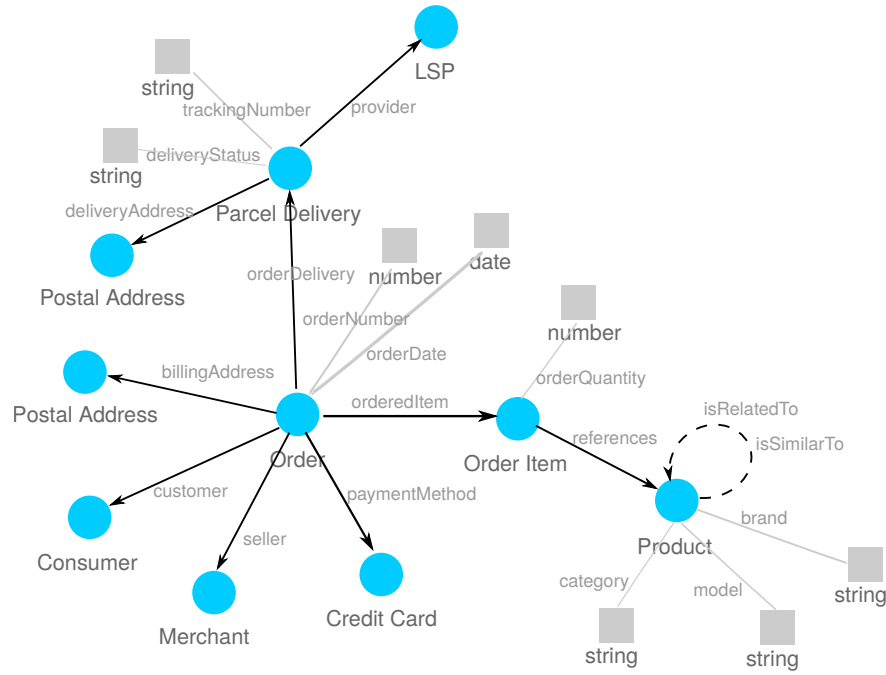 LSP
string
trackingNumber
provider
string
deliveryStatus
deliveryAddress
Parcel Delivery
Postal Address
orderDelivery
number
date
orderNumber
number
orderDate
billingAddress
orderQuantity
Postal Address
orderedItem
isRelatedTo
isSimilarTo
references
Order
Order Item
customer
paymentMethod
seller
brand
Product
Consumer
category
model
string
Credit Card
Merchant
string
string